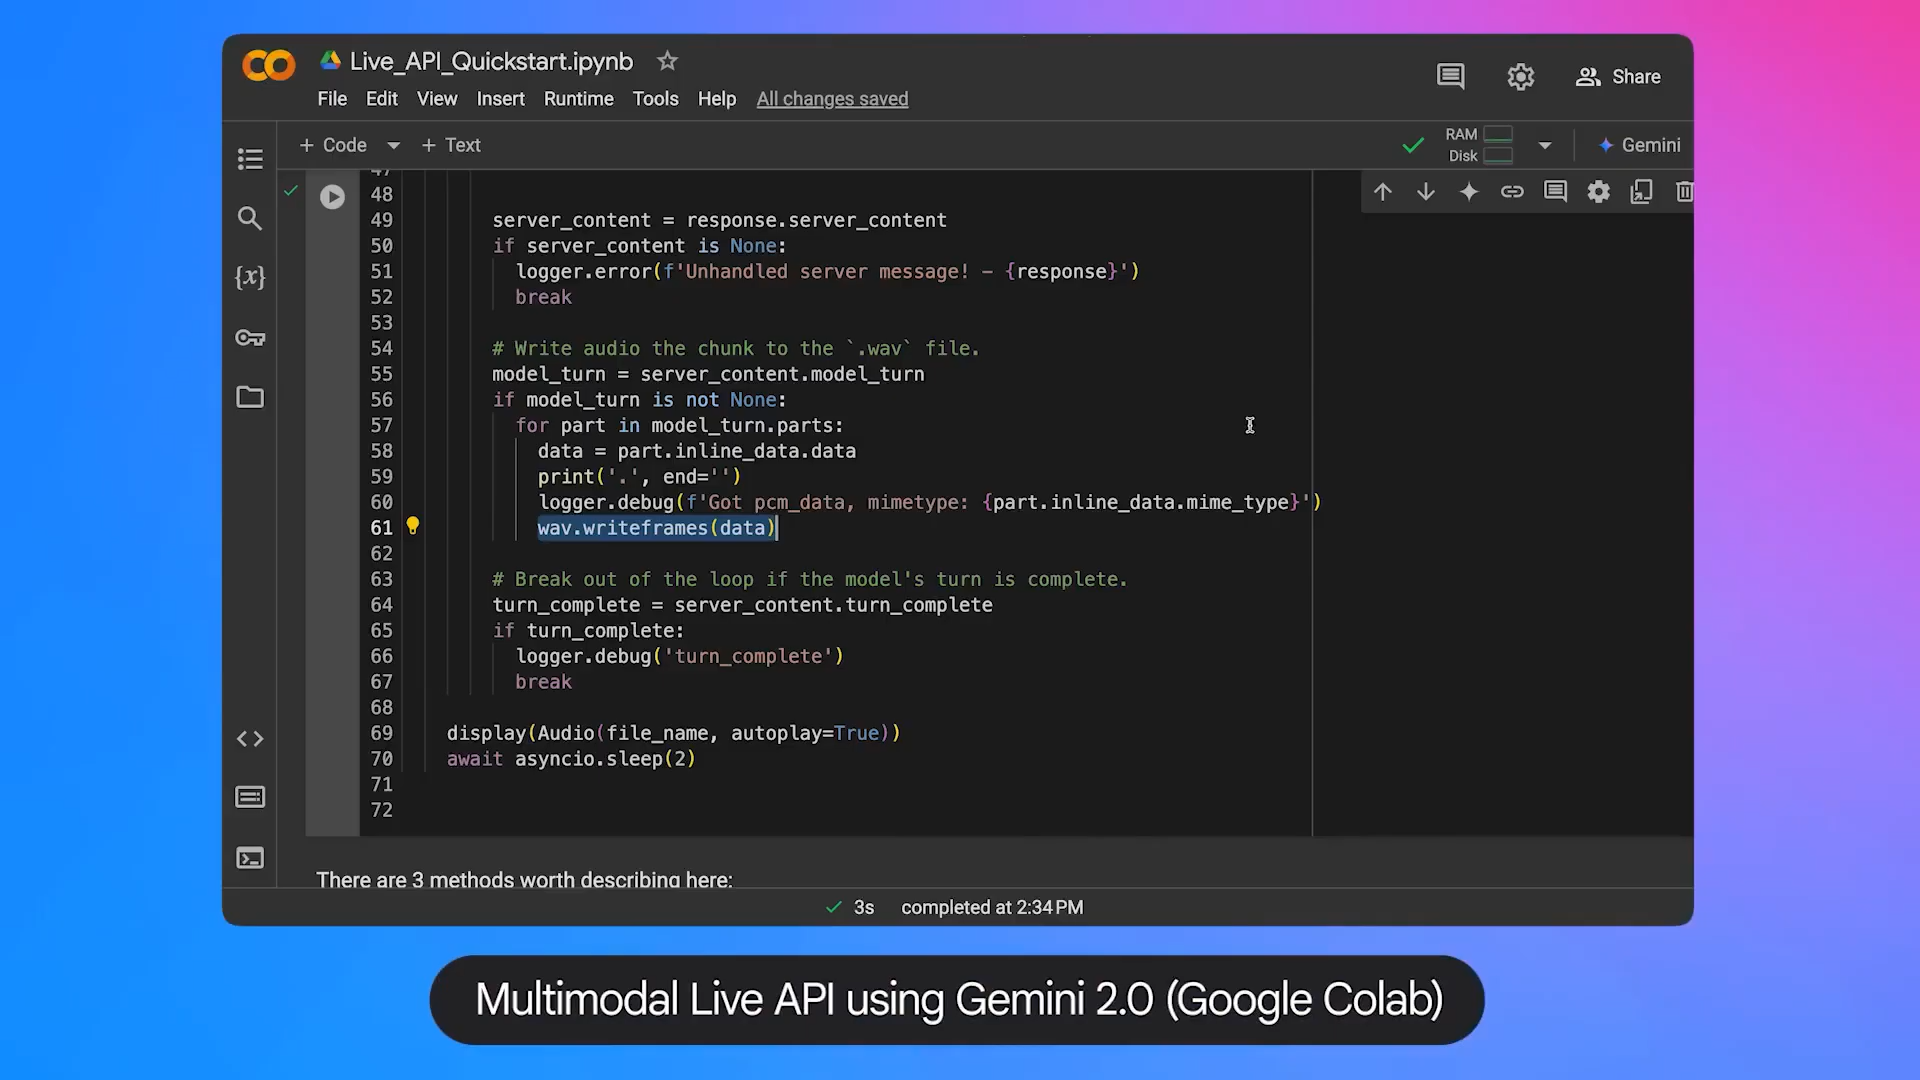 Live_API_Quickstart.ipynb
File Edit View Insert Runtime Tools Help All changes saved
Share
+ Code + Text
RAM
Disk
Gemini
47
48
49 server_content = response.server_content
50 if server_content is None:
51 logger.error(f'Unhandled server message! - {response}')
52 break
53
54 # Write audio the chunk to the `.wav` file.
55 model_turn = server_content.model_turn
56 if model_turn is not None:
57 for part in model_turn.parts:
58 data = part.inline_data.data
59 print('.', end='')
60 logger.debug(f'Got pcm_data, mimetype: {part.inline_data.mime_type}')
61 wav.writeframes(data)
62
63 # Break out of the loop if the model's turn is complete.
64 turn_complete = server_content.turn_complete
65 if turn_complete:
66 logger.debug('turn_complete')
67 break
68
69 display(Audio(file_name, autoplay=True))
70 await asyncio.sleep(2)
71
72
There are 3 methods worth describing here:
3s completed at 2:34 PM
Multimodal Live API using Gemini 2.0 (Google Colab)